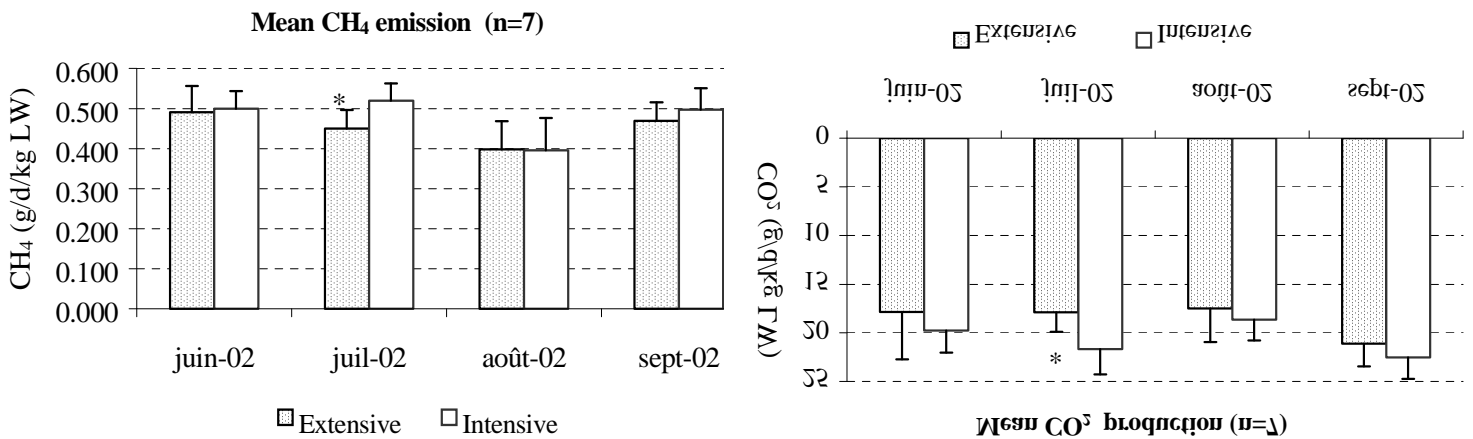 Mean CH₄ emission (n=7)
CH₄ (g/d/kg LW)
0.600
0.500
0.400
0.300
0.200
0.100
0.000
*
juin-02 juil-02 août-02 sept-02
Extensive Intensive
Extensive Intensive
juin-02 juil-02 août-02 sept-02
CO₂ (g/d/kg LW)
0
5
10
15
20
25
*
Mean CO₂ production (n=7)